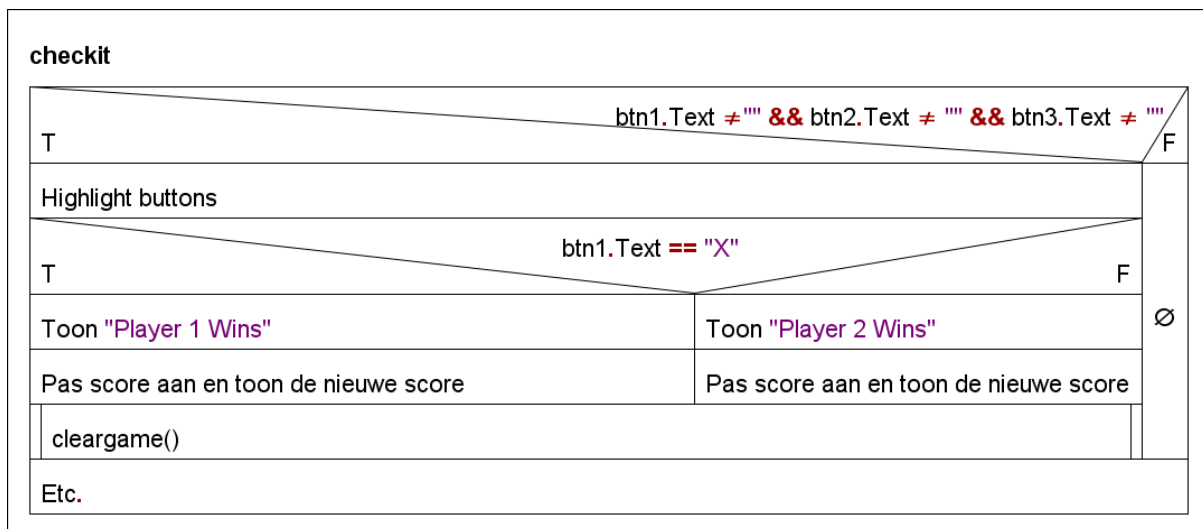 checkit
btn1.Text ≠"" && btn2.Text ≠ "" && btn3.Text ≠ ""
T
F
Highlight buttons
btn1.Text == "X"
T
F
Toon "Player 1 Wins"
Toon "Player 2 Wins"
∅
Pas score aan en toon de nieuwe score
Pas score aan en toon de nieuwe score
cleargame()
Etc.